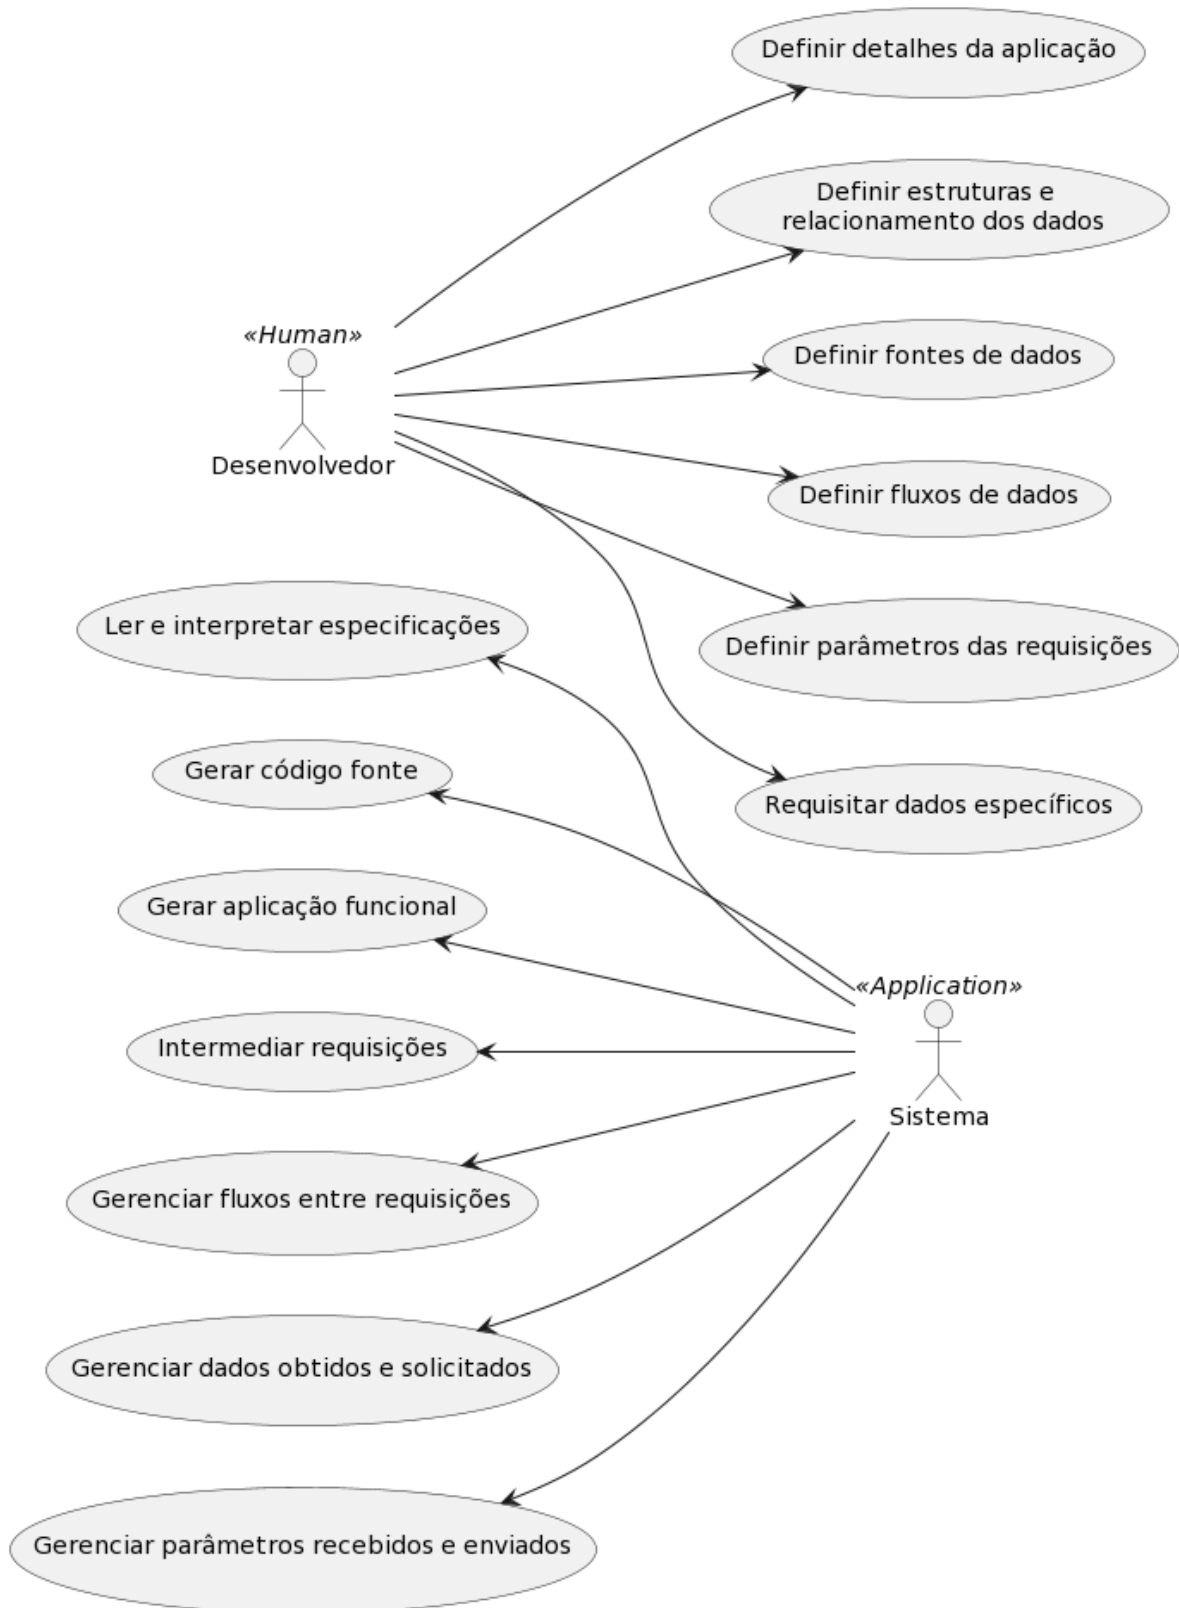 Definir detalhes da aplicação
Definir estruturas e
relacionamento dos dados
«Human»
Definir fontes de dados
Desenvolvedor
Definir fluxos de dados
Ler e interpretar especificações
Definir parâmetros das requisições
Gerar código fonte
Requisitar dados específicos
Gerar aplicação funcional
«Application»
Intermediar requisições
Sistema
Gerenciar fluxos entre requisições
Gerenciar dados obtidos e solicitados
Gerenciar parâmetros recebidos e enviados